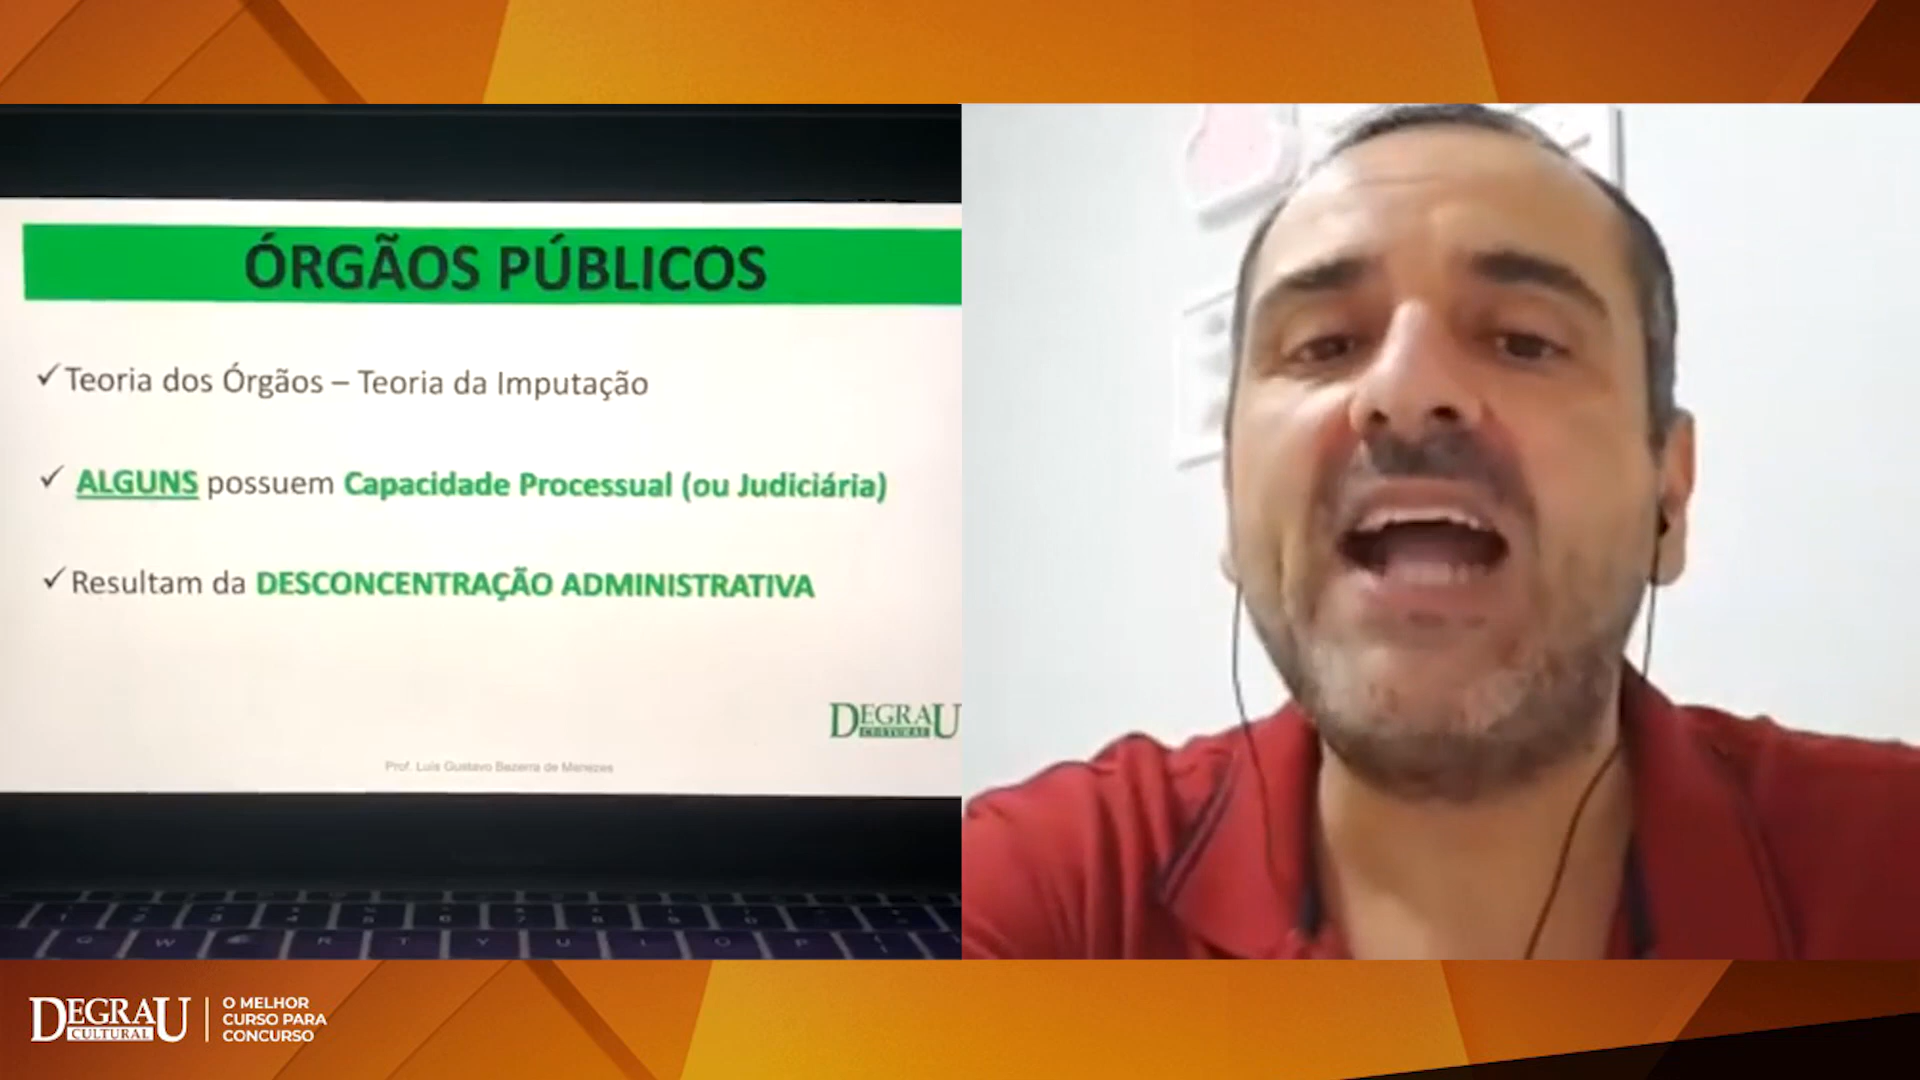 ÓRGÃOS PÚBLICOS
✓Teoria dos Órgãos – Teoria da Imputação
✓ ALGUNS possuem Capacidade Processual (ou Judiciária)
✓Resultam da DESCONCENTRAÇÃO ADMINISTRATIVA
DEGRAU
CULTURAL
Prof. Luis Gustavo Bezerra de Menezes
R T Y U I O P
DEGRAU
CULTURAL
O MELHOR
CURSO PARA
CONCURSO